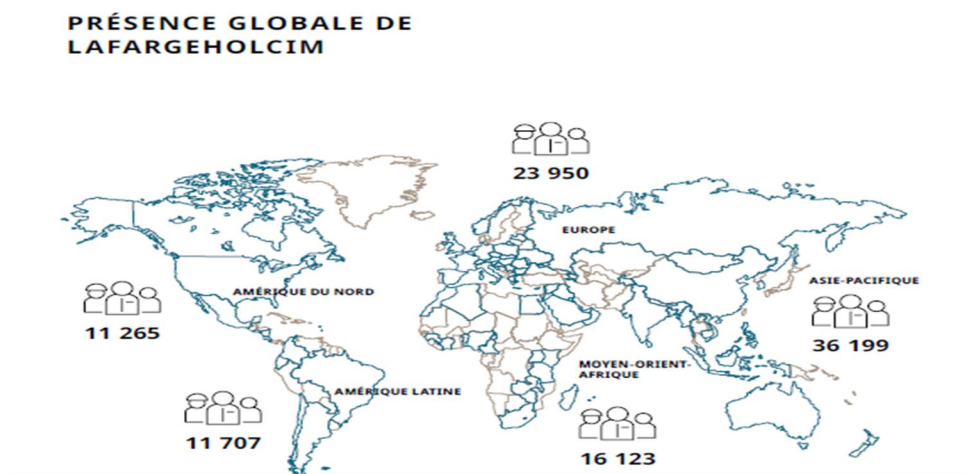 PRÉSENCE GLOBALE DE
LAFARGEHOLCIM
23 950
EUROPE
AMÉRIQUE DU NORD
11 265
ASIE-PACIFIQUE
36 199
MOYEN-ORIENT-
AFRIQUE
16 123
AMÉRIQUE LATINE
11 707